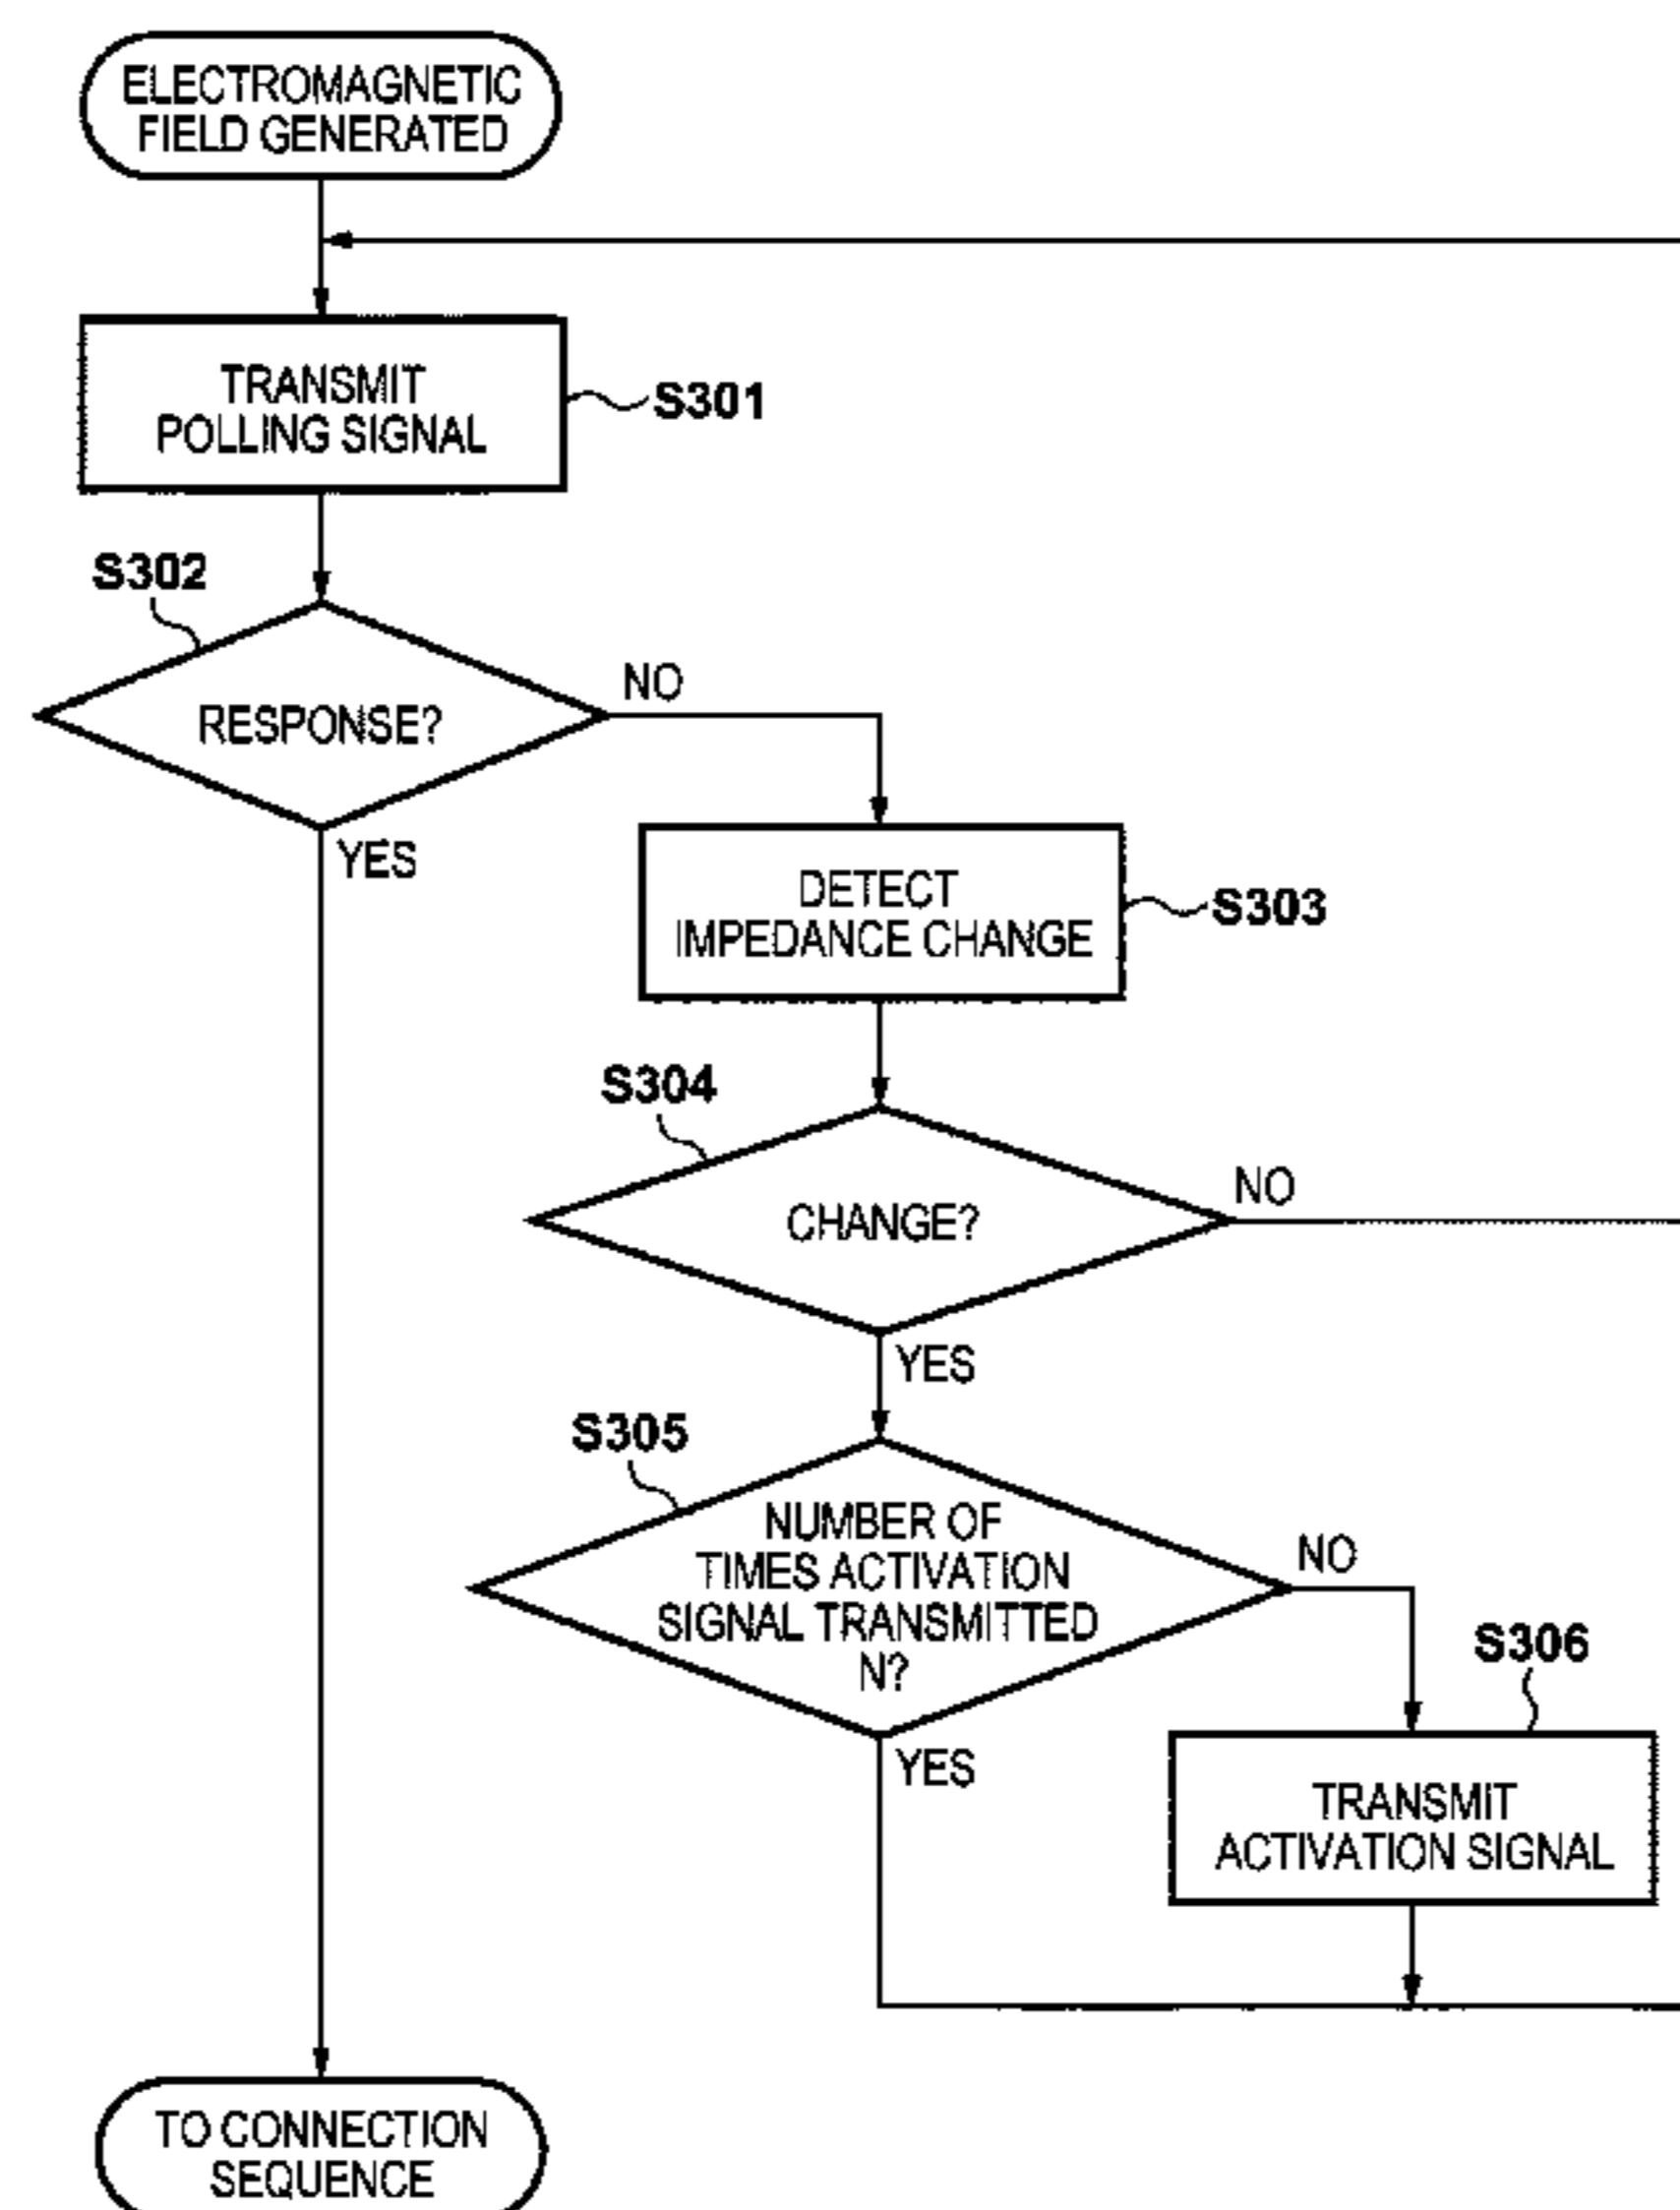 ELECTROMAGNETIC
FIELD GENERATED
TRANSMIT
POLLING SIGNAL
S301
S302
RESPONSE?
NO
YES
DETECT
IMPEDANCE CHANGE
S303
S304
CHANGE?
NO
YES
S305
NUMBER OF
TIMES ACTIVATION
SIGNAL TRANSMITTED
N?
NO
YES
S306
TRANSMIT
ACTIVATION SIGNAL
TO CONNECTION
SEQUENCE